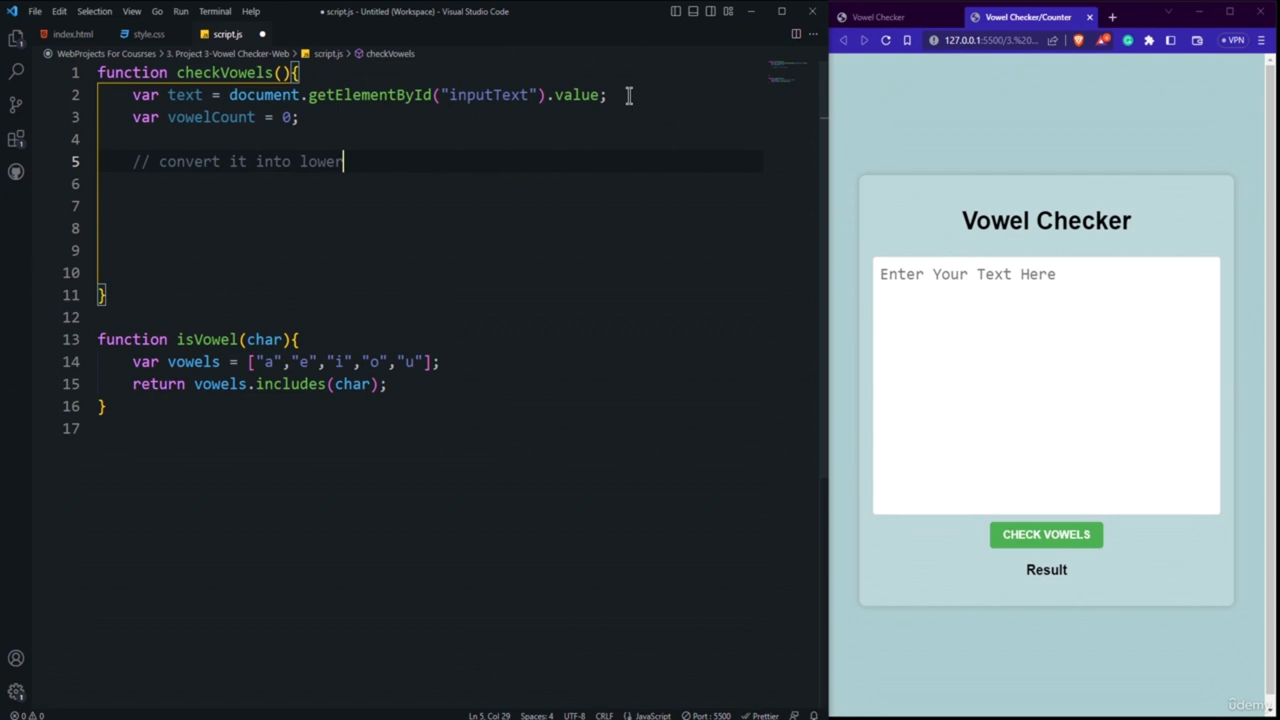 File Edit Selection View Go Run Terminal Help
● script.js - Untitled (Workspace) - Visual Studio Code
index.html
style.css
script.js
WebProjects For Courses > 3. Project 3-Vowel Checker-Web > script.js > checkVowels
1 function checkVowels(){
2 var text = document.getElementById("inputText").value;
3 var vowelCount = 0;
4
5 // convert it into lower
6
7
8
9
10
11 }
12
13 function isVowel(char){
14 var vowels = ["a","e","i","o","u"];
15 return vowels.includes(char);
16 }
17
0 0
Ln 5, Col 29 Spaces: 4 UTF-8 CRLF {} JavaScript Port : 5500 Prettier
Vowel Checker
Vowel Checker/Counter
127.0.0.1:5500/3.%20...
VPN
Vowel Checker
Enter Your Text Here
CHECK VOWELS
Result
udemy